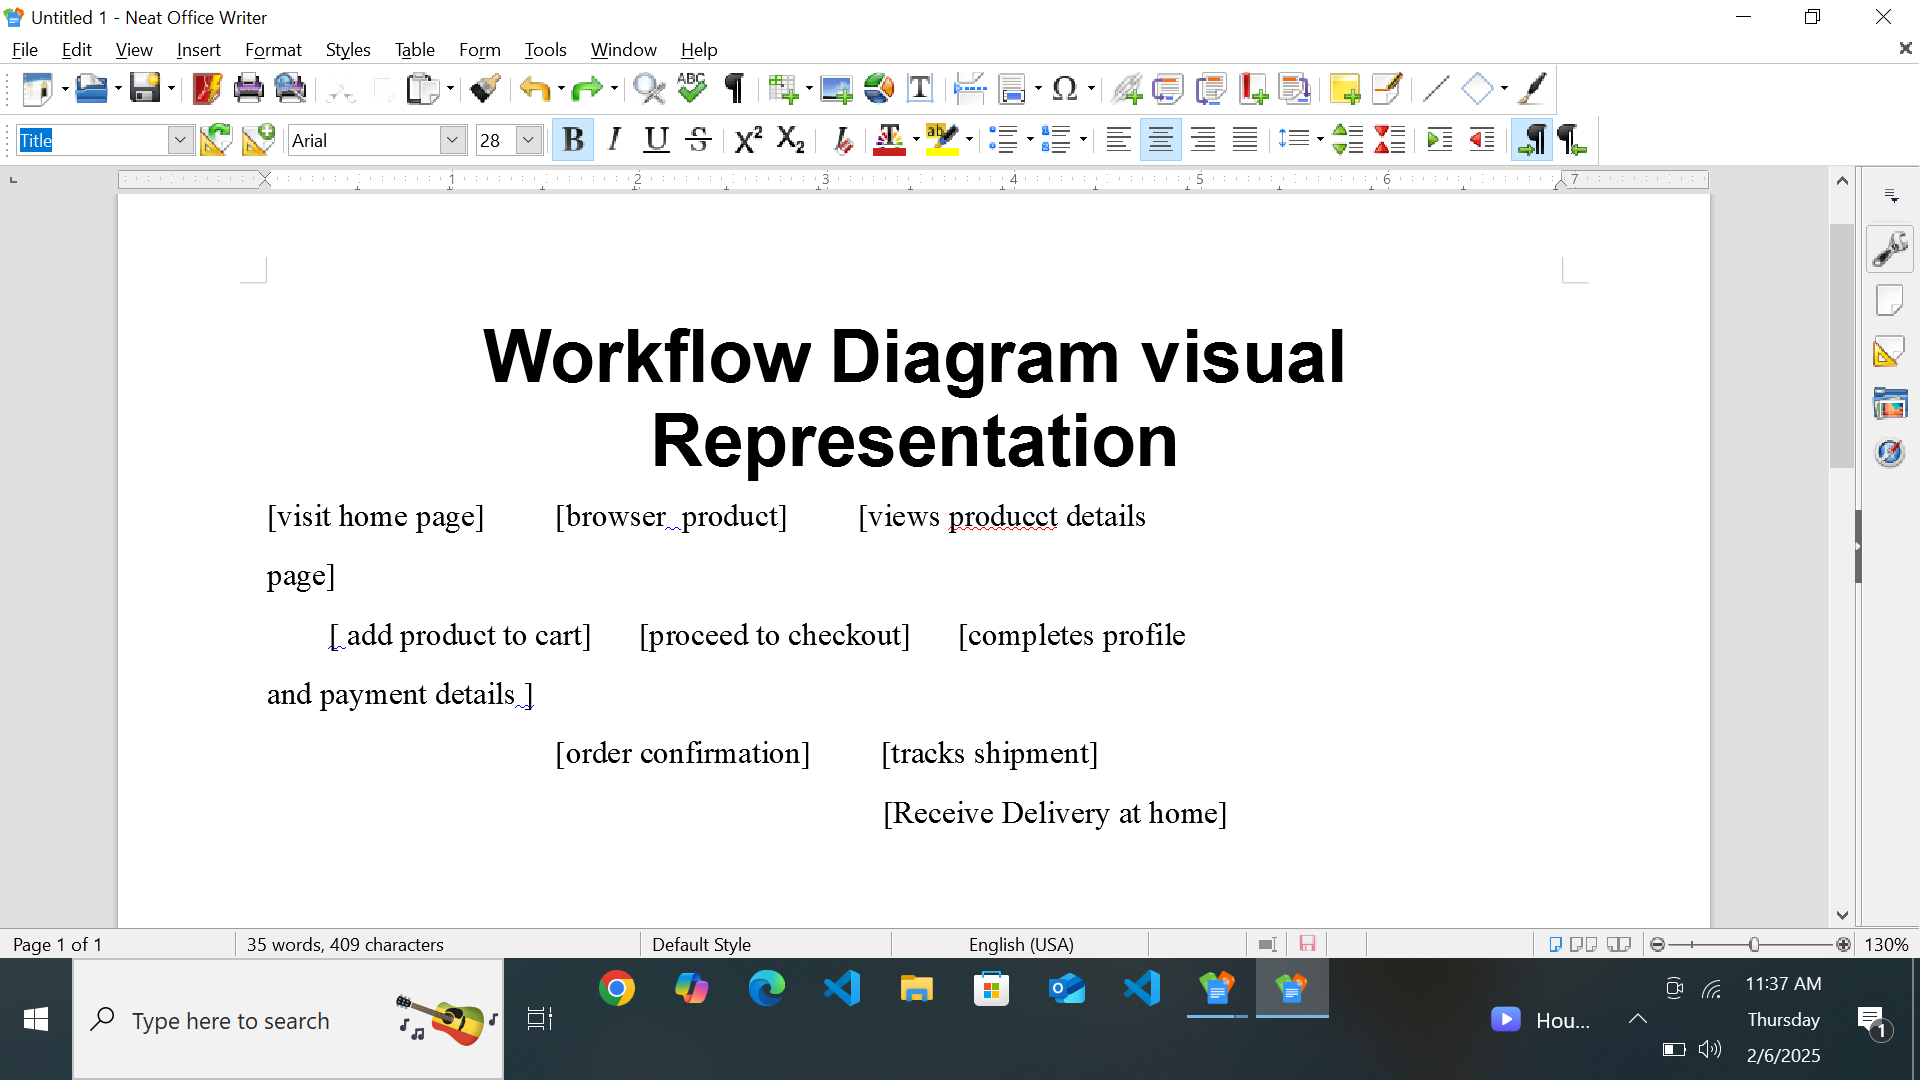 Untitled 1 - Neat Office Writer
File Edit View Insert Format Styles Table Form Tools Window Help
Title Arial 28
1 2 3 4 5 6 7
Workflow Diagram visual
Representation
[visit home page] [browser product] [views producct details
page]
[ add product to cart] [proceed to checkout] [completes profile
and payment details ]
[order confirmation] [tracks shipment]
[Receive Delivery at home]
Page 1 of 1 35 words, 409 characters Default Style English (USA) 130%
Type here to search
Hou...
11:37 AM
Thursday
2/6/2025
1